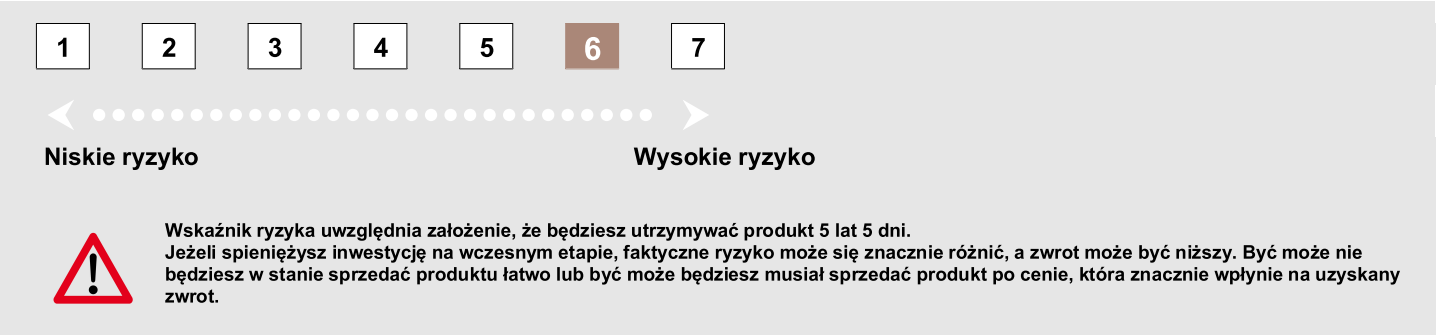 1 2 3 4 5 6 7
Niskie ryzyko Wysokie ryzyko
Wskaźnik ryzyka uwzględnia założenie, że będziesz utrzymywać produkt 5 lat 5 dni.
Jeżeli spieniężysz inwestycję na wczesnym etapie, faktyczne ryzyko może się znacznie różnić, a zwrot może być niższy. Być może nie
będziesz w stanie sprzedać produktu łatwo lub być może będziesz musiał sprzedać produkt po cenie, która znacznie wpłynie na uzyskany
zwrot.